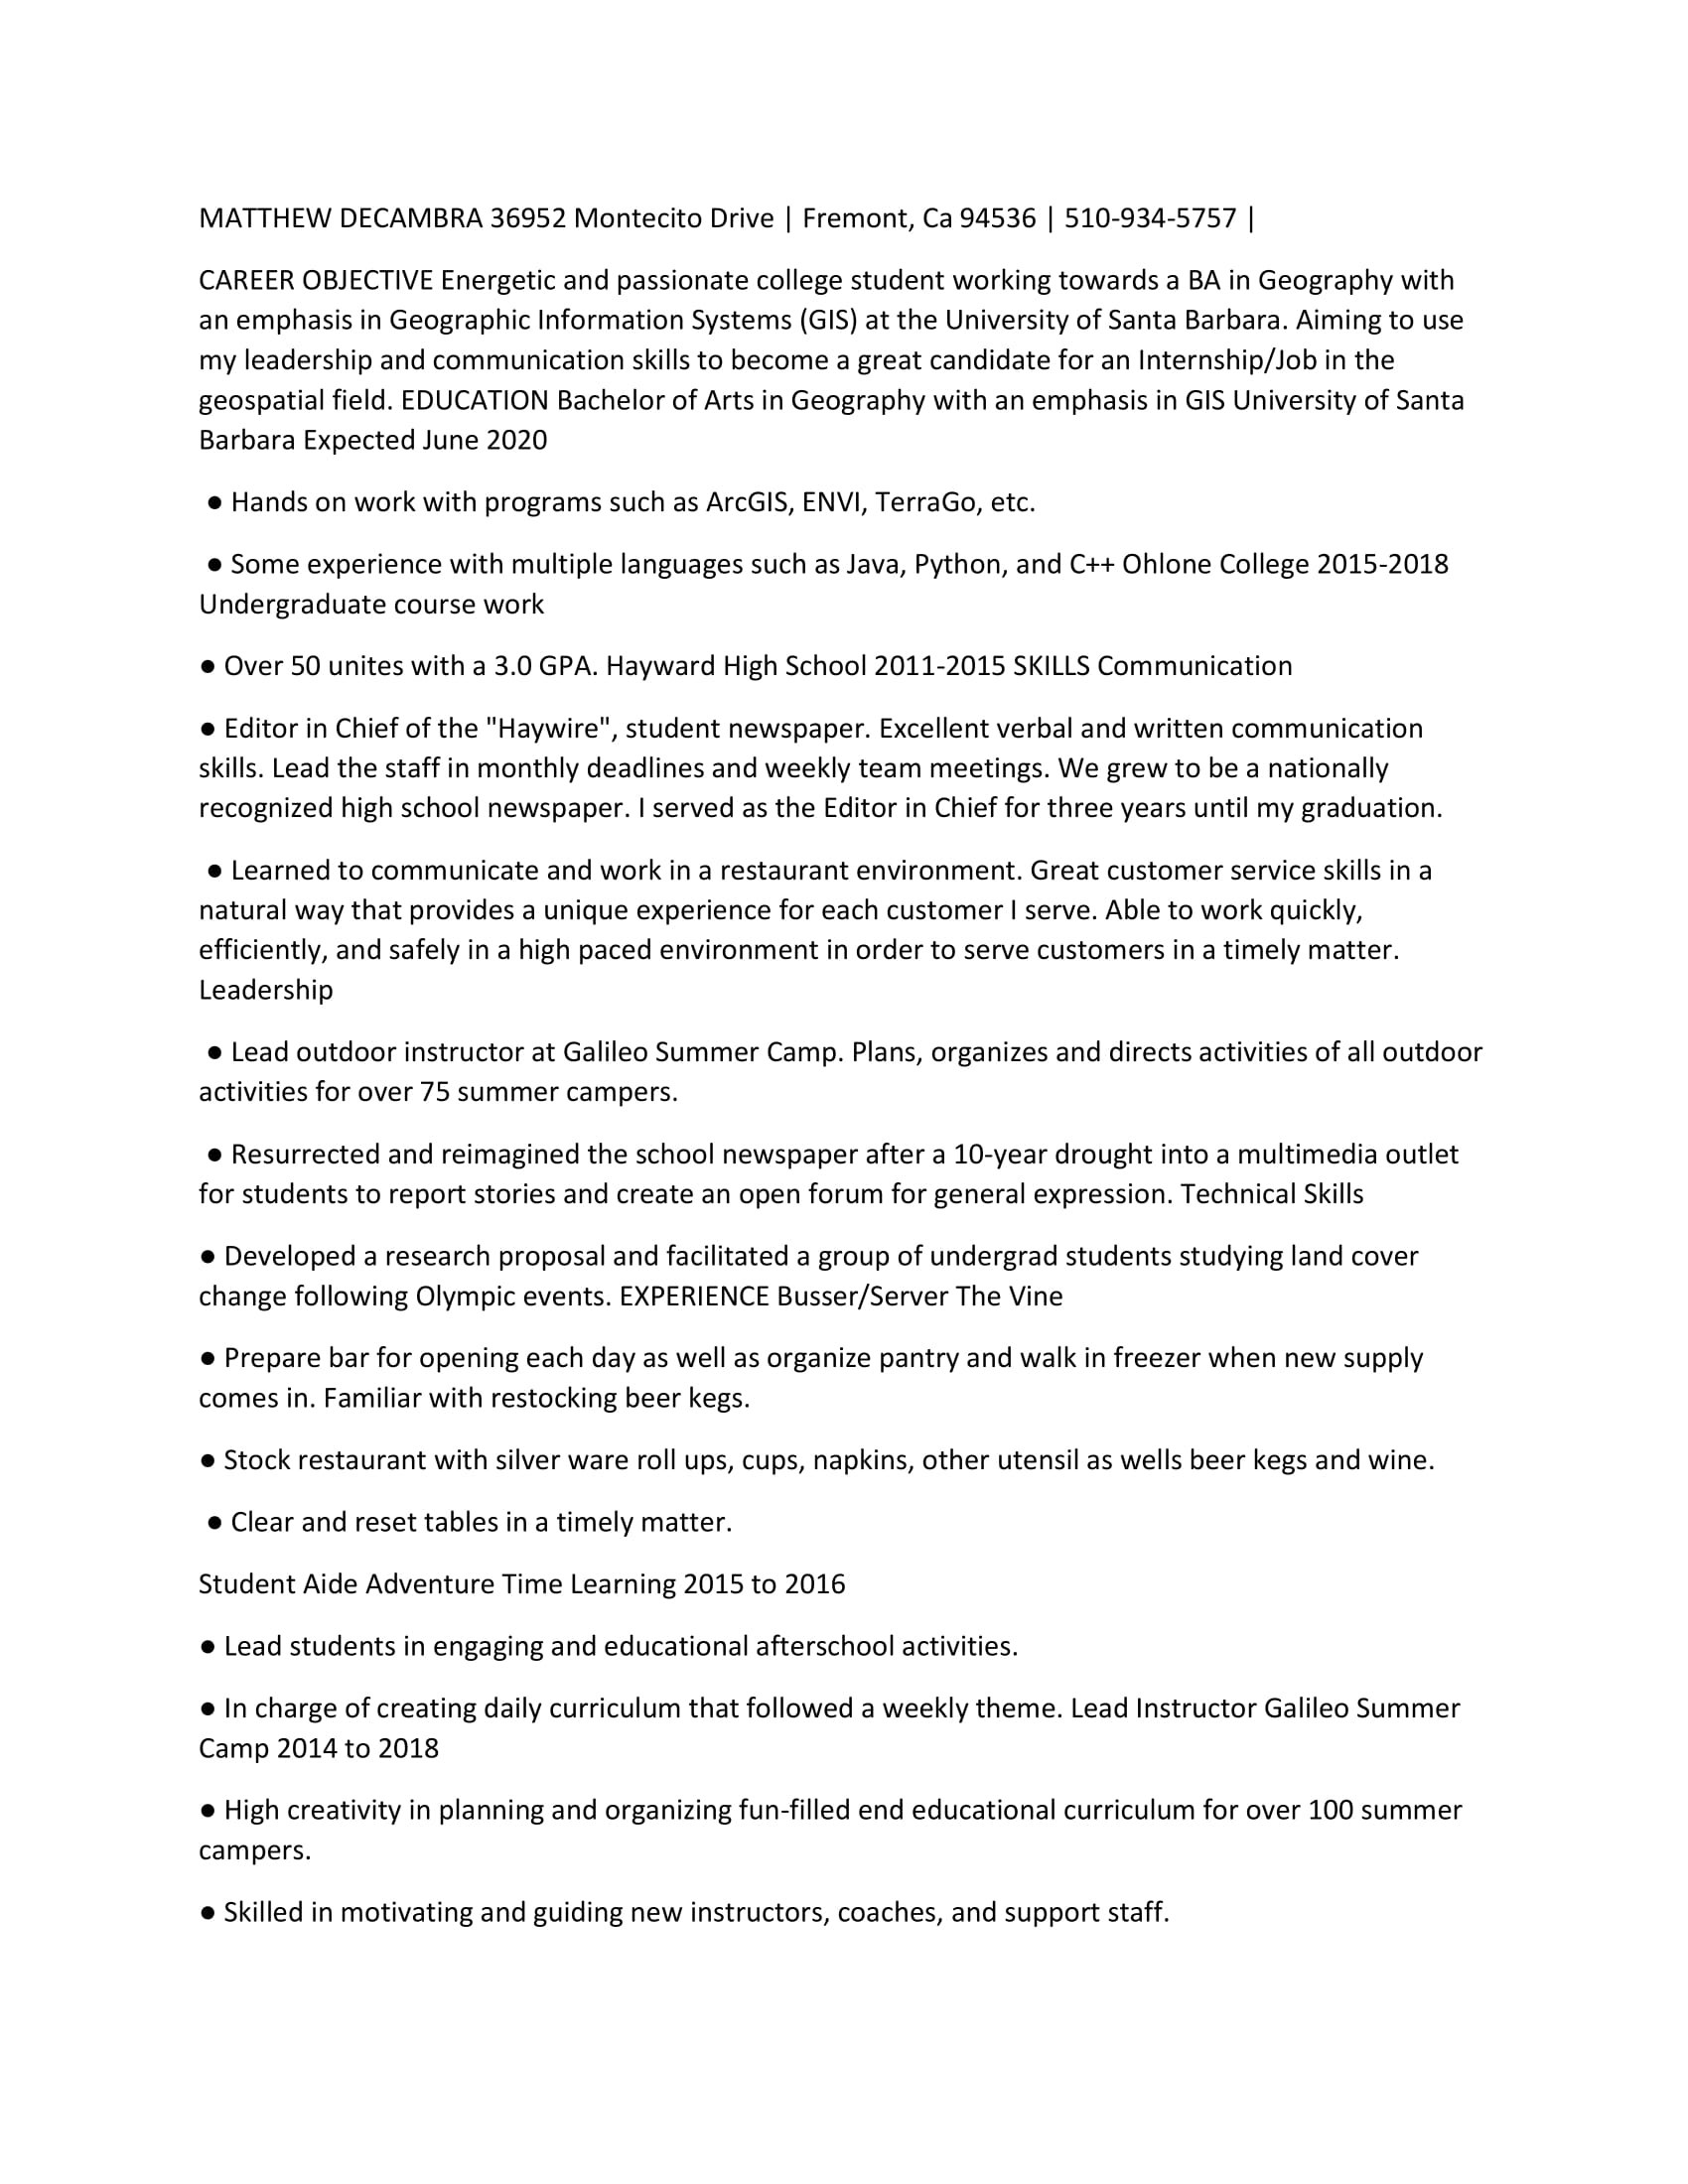 MATTHEW DECAMBRA 36952 Montecito Drive | Fremont, Ca 94536 | 510-934-5757 |
CAREER OBJECTIVE Energetic and passionate college student working towards a BA in Geography with
an emphasis in Geographic Information Systems (GIS) at the University of Santa Barbara. Aiming to use
my leadership and communication skills to become a great candidate for an Internship/Job in the
geospatial field. EDUCATION Bachelor of Arts in Geography with an emphasis in GIS University of Santa
Barbara Expected June 2020
● Hands on work with programs such as ArcGIS, ENVI, TerraGo, etc.
● Some experience with multiple languages such as Java, Python, and C++ Ohlone College 2015-2018
Undergraduate course work
● Over 50 unites with a 3.0 GPA. Hayward High School 2011-2015 SKILLS Communication
● Editor in Chief of the "Haywire", student newspaper. Excellent verbal and written communication
skills. Lead the staff in monthly deadlines and weekly team meetings. We grew to be a nationally
recognized high school newspaper. I served as the Editor in Chief for three years until my graduation.
● Learned to communicate and work in a restaurant environment. Great customer service skills in a
natural way that provides a unique experience for each customer I serve. Able to work quickly,
efficiently, and safely in a high paced environment in order to serve customers in a timely matter.
Leadership
● Lead outdoor instructor at Galileo Summer Camp. Plans, organizes and directs activities of all outdoor
activities for over 75 summer campers.
● Resurrected and reimagined the school newspaper after a 10-year drought into a multimedia outlet
for students to report stories and create an open forum for general expression. Technical Skills
● Developed a research proposal and facilitated a group of undergrad students studying land cover
change following Olympic events. EXPERIENCE Busser/Server The Vine
● Prepare bar for opening each day as well as organize pantry and walk in freezer when new supply
comes in. Familiar with restocking beer kegs.
● Stock restaurant with silver ware roll ups, cups, napkins, other utensil as wells beer kegs and wine.
● Clear and reset tables in a timely matter.
Student Aide Adventure Time Learning 2015 to 2016
● Lead students in engaging and educational afterschool activities.
● In charge of creating daily curriculum that followed a weekly theme. Lead Instructor Galileo Summer
Camp 2014 to 2018
● High creativity in planning and organizing fun-filled end educational curriculum for over 100 summer
campers.
● Skilled in motivating and guiding new instructors, coaches, and support staff.